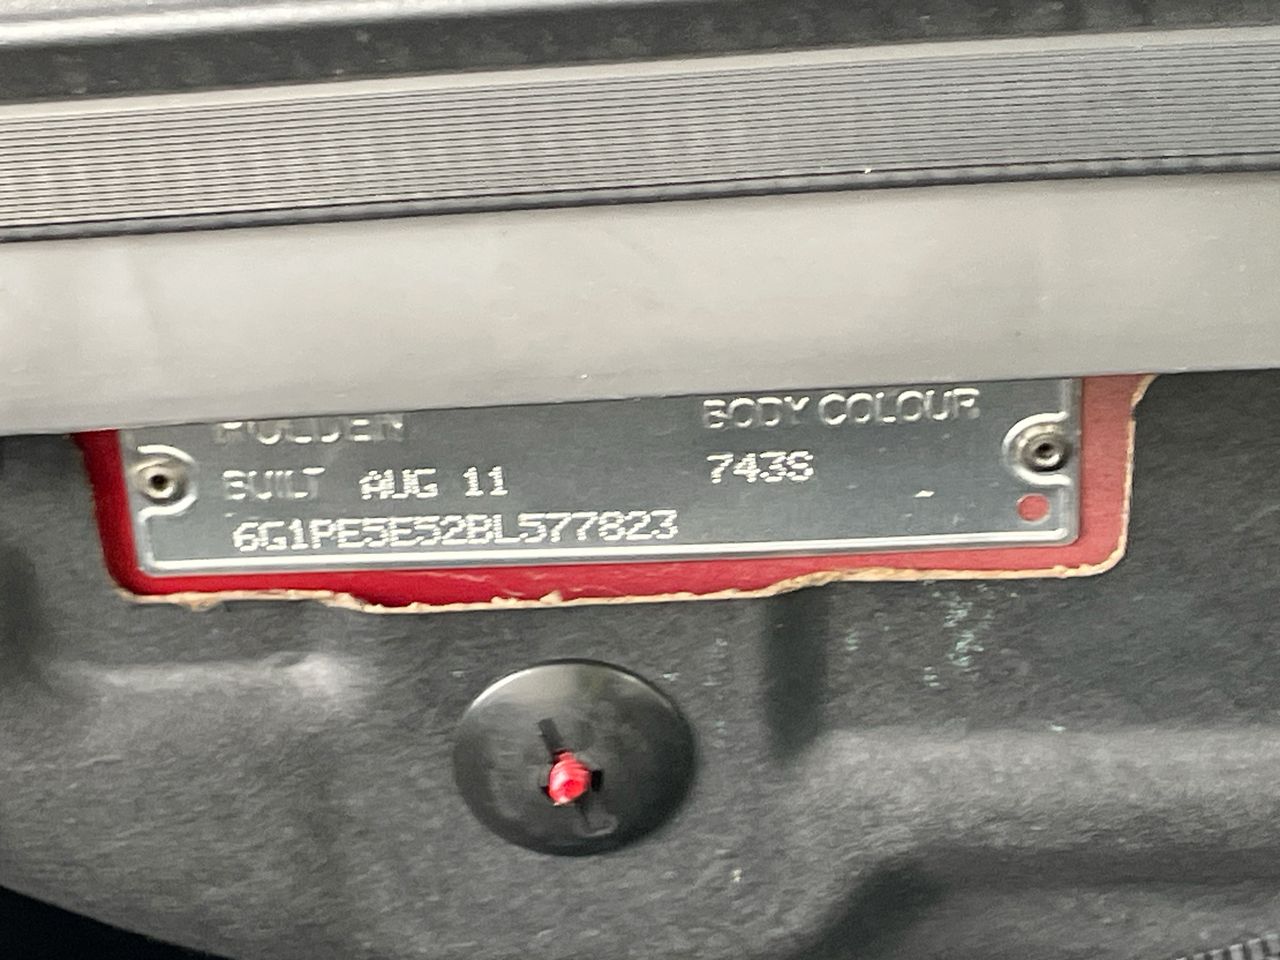 HOLDEN BODY COLOUR
BUILT AUG 11 743S
6G1PE5E52BL577823